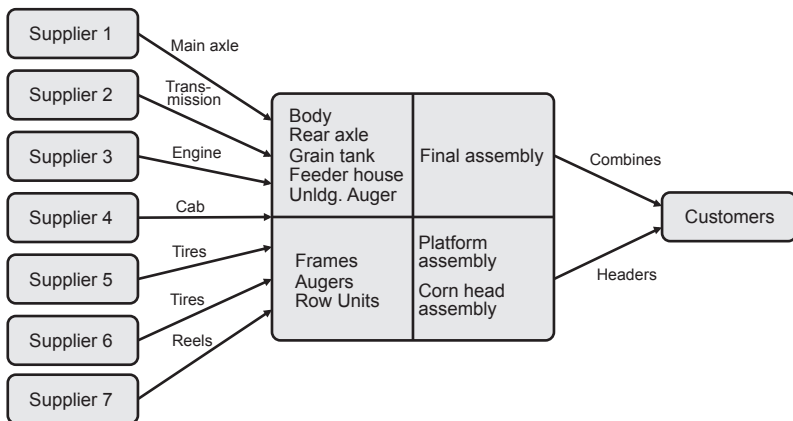 Supplier 1
Main axle
Supplier 2
Trans-
mission
Supplier 3
Engine
Supplier 4
Cab
Supplier 5
Tires
Supplier 6
Tires
Supplier 7
Reels
Body
Rear axle
Grain tank
Feeder house
Unldg. Auger
Final assembly
Frames
Augers
Row Units
Platform
assembly
Corn head
assembly
Combines
Headers
Customers